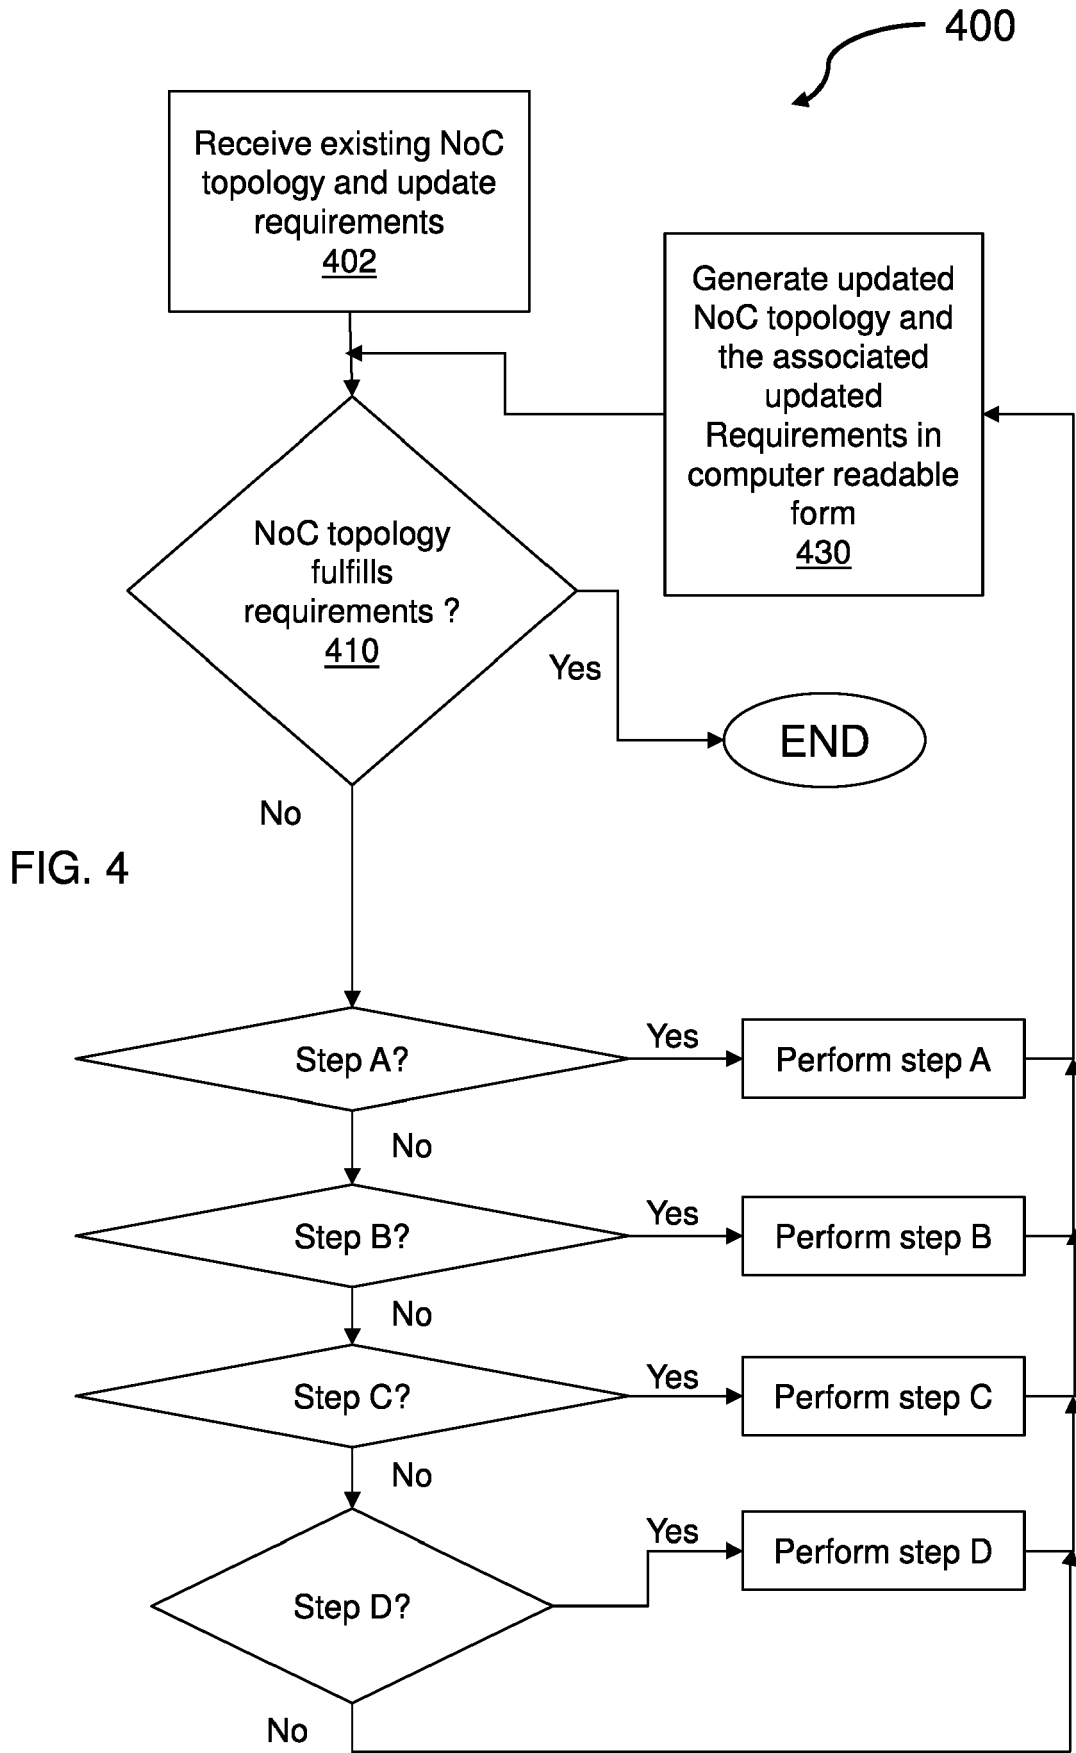 400
Receive existing NoC
topology and update
requirements
402
Generate updated
NoC topology and
the associated
updated
Requirements in
computer readable
form
430
NoC topology
fulfills
requirements ?
410
Yes
END
No
FIG. 4
Step A?
Yes
Perform step A
No
Step B?
Yes
Perform step B
No
Step C?
Yes
Perform step C
No
Step D?
Yes
Perform step D
No